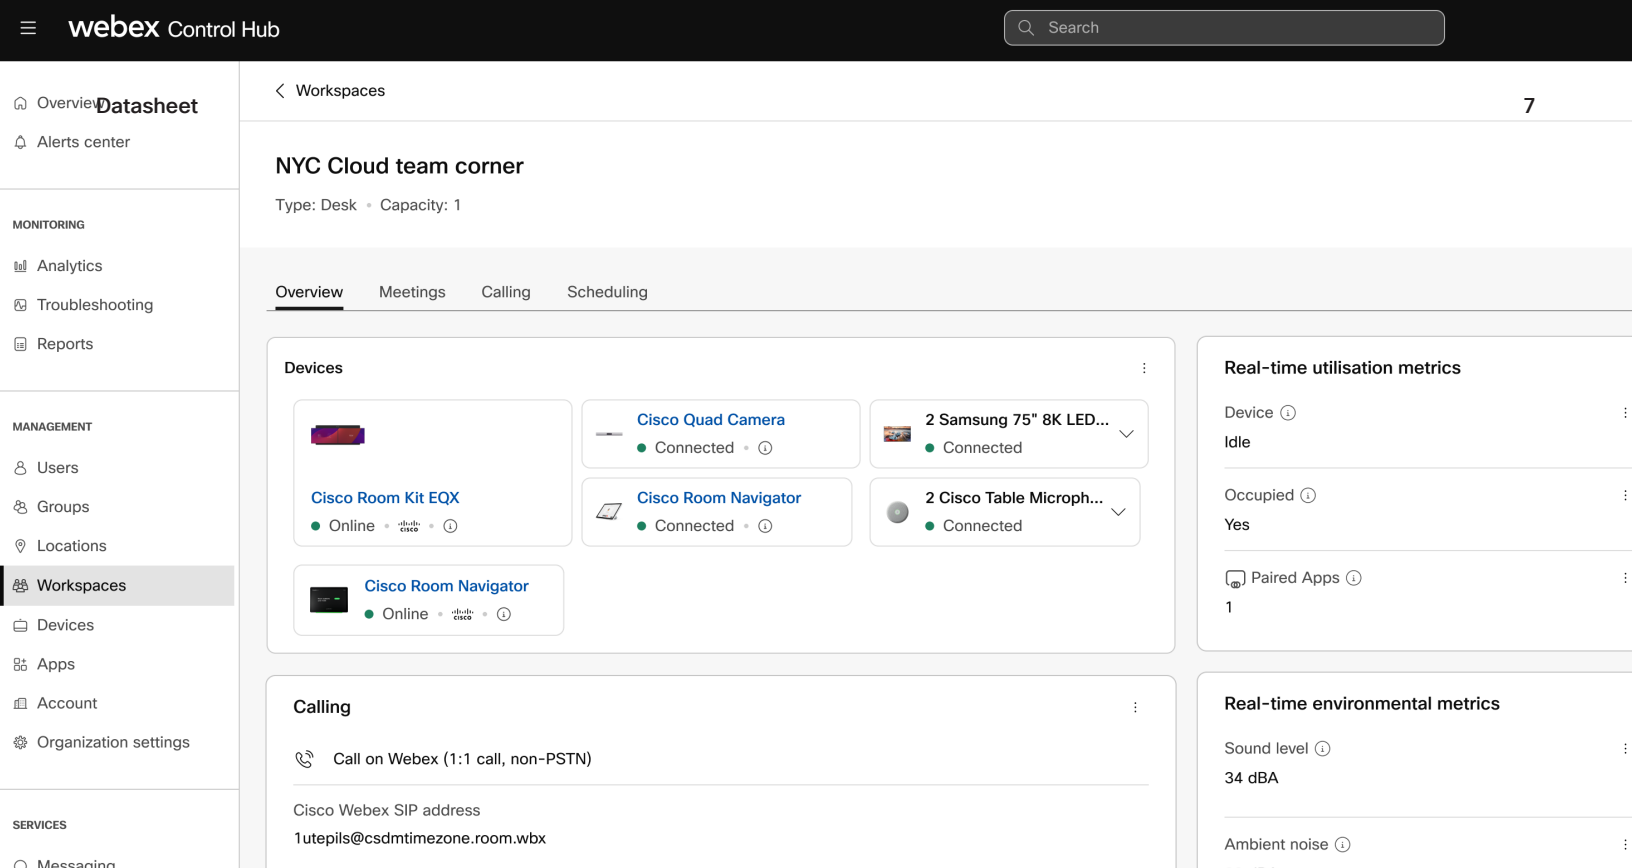 webex Control Hub
Search
Overview
Datasheet
7
Alerts center
MONITORING
Analytics
Troubleshooting
Reports
MANAGEMENT
Users
Groups
Locations
Workspaces
Devices
Apps
Account
Organization settings
SERVICES
Messaging
Workspaces
NYC Cloud team corner
Type: Desk • Capacity: 1
Overview Meetings Calling Scheduling
Devices
Cisco Room Kit EQX
Online • cisco •
Cisco Quad Camera
Connected •
2 Samsung 75" 8K LED...
Connected
Cisco Room Navigator
Connected •
2 Cisco Table Microph...
Connected
Cisco Room Navigator
Online • cisco •
Calling
Call on Webex (1:1 call, non-PSTN)
Cisco Webex SIP address
1utepils@csdmtimezone.room.wbx
Real-time utilisation metrics
Device
Idle
Occupied
Yes
Paired Apps
1
Real-time environmental metrics
Sound level
34 dBA
Ambient noise